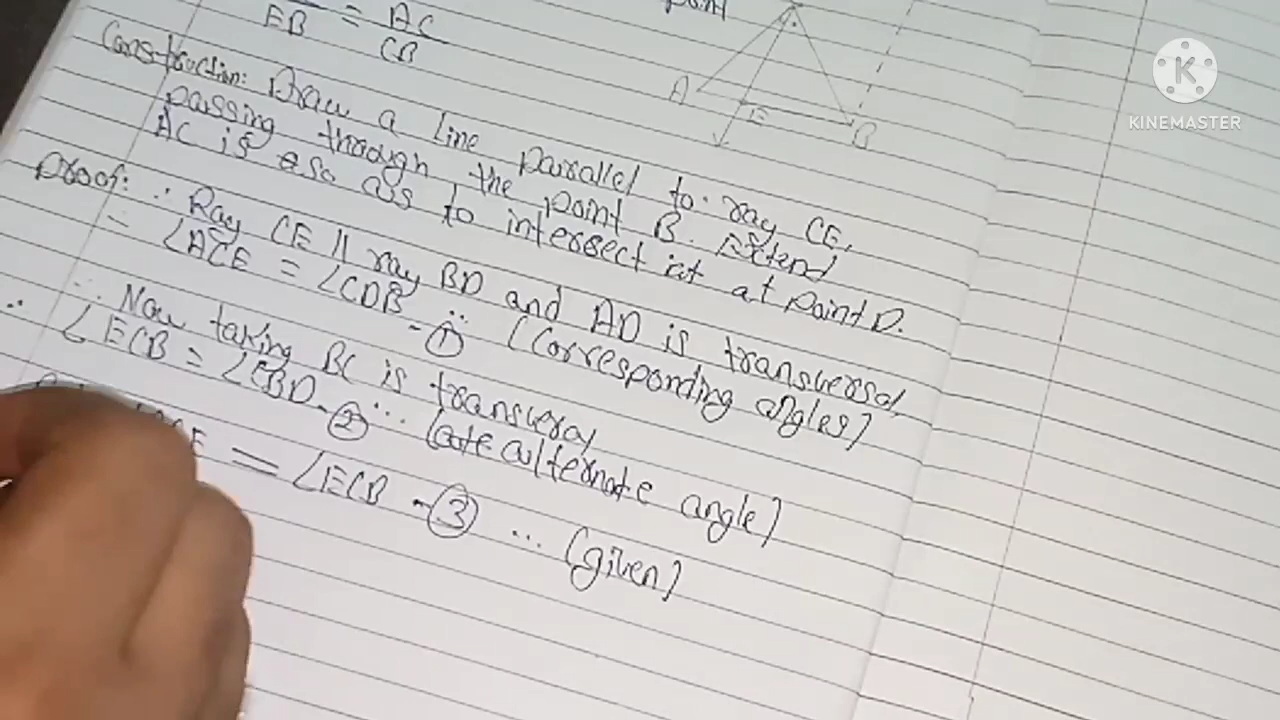 EB = AC
CB
point
A
E
B
K
KINEMASTER
Construction: Draw a line parallel to ray CE,
passing through the point B. Extend
AC is so as to intersect it at point D.
Proof: ∵ Ray CE || ray BD and AD is transversal,
∴ ∠ACE = ∠CDB - ① ∵ (corresponding angles)
∵ Now taking BC is transveray
∴ ∠ECB = ∠CBD - ② ... alternate angle)
= ∠ECB - ③ ... (given)